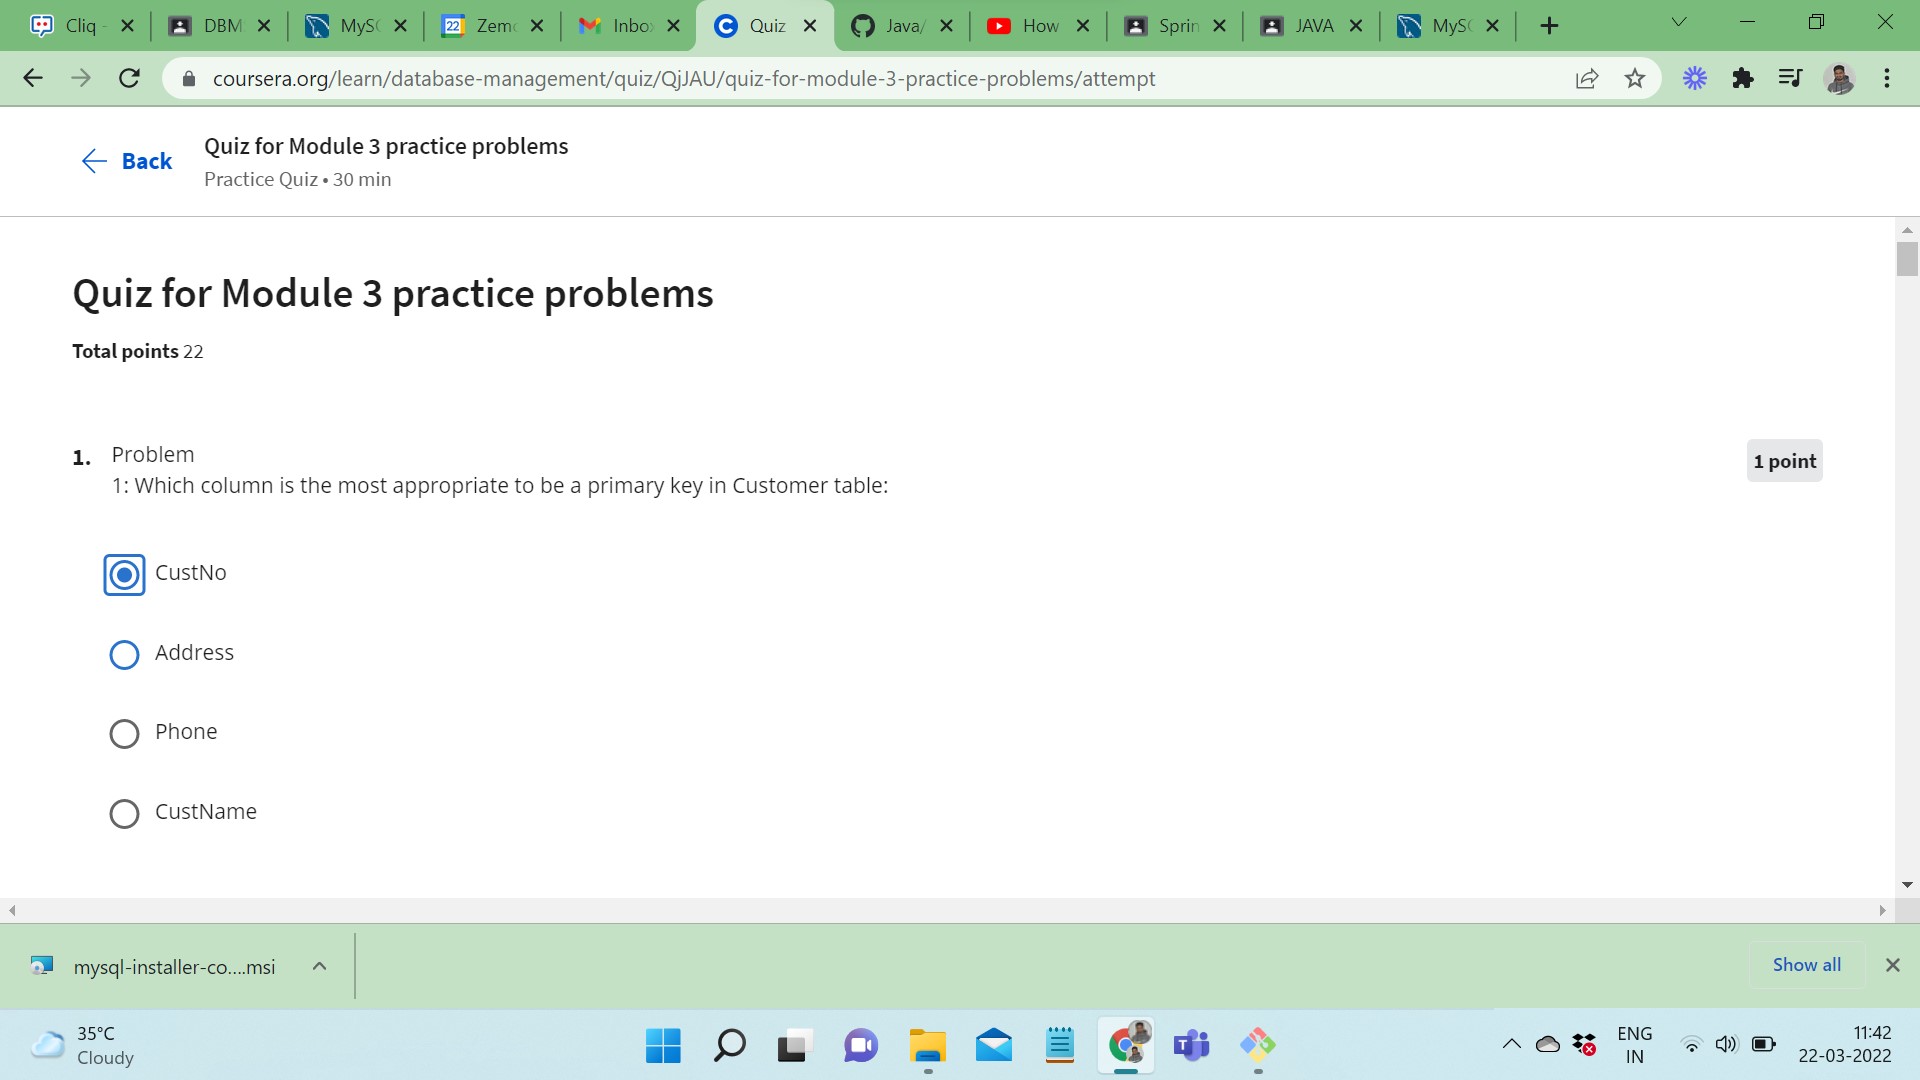 Cliq -
DBM
MyS
Zemo
Inbo
Quiz
Java/
How
Sprin
JAVA
MyS
coursera.org/learn/database-management/quiz/QjJAU/quiz-for-module-3-practice-problems/attempt
Back
Quiz for Module 3 practice problems
Practice Quiz • 30 min
Quiz for Module 3 practice problems
Total points 22
1. Problem
1 point
1: Which column is the most appropriate to be a primary key in Customer table:
CustNo
Address
Phone
CustName
mysql-installer-co....msi
Show all
35°C
Cloudy
ENG
IN
11:42
22-03-2022